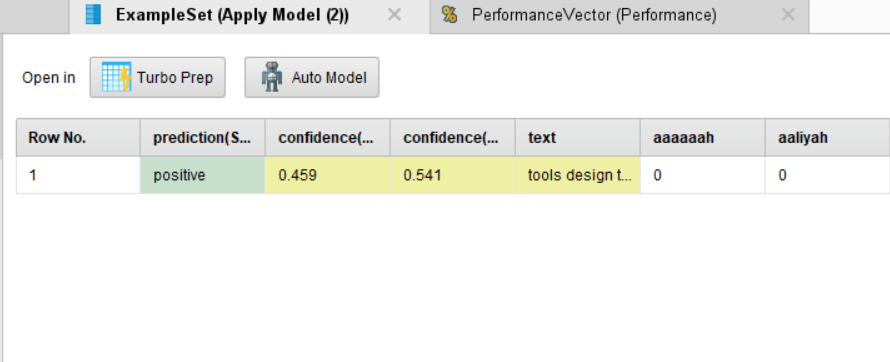 ExampleSet (Apply Model (2)) PerformanceVector (Performance)
Open in Turbo Prep Auto Model
Row No. prediction(S... confidence(... confidence(... text aaaaaah aaliyah
1 positive 0.459 0.541 tools design t... 0 0